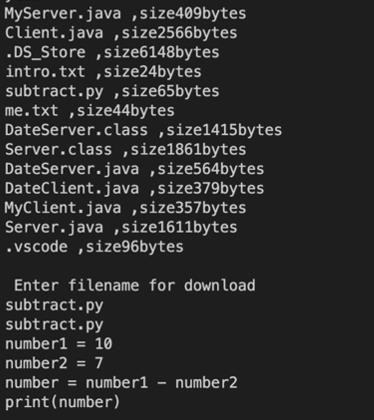 MyServer.java ,size409bytes
Client.java ,size2566bytes
.DS_Store ,size6148bytes
intro.txt ,size24bytes
subtract.py ,size65bytes
me.txt ,size44bytes
DateServer.class ,size1415bytes
Server.class ,size1861bytes
DateServer.java ,size564bytes
DateClient.java ,size379bytes
MyClient.java ,size357bytes
Server.java ,size1611bytes
.vscode ,size96bytes
Enter filename for download
subtract.py
subtract.py
number1 = 10
number2 = 7
number = number1 - number2
print(number)